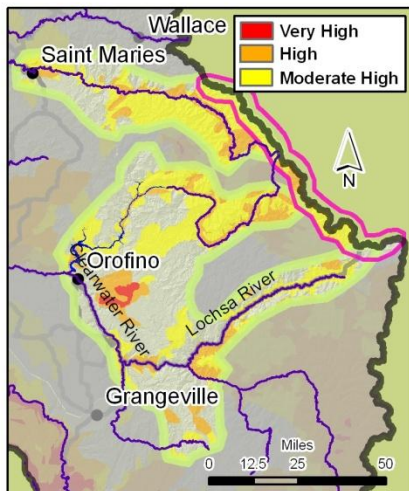 Wallace
Very High
High
Moderate High
Saint Maries
N
Orofino
Clearwater River
Lochsa River
Grangeville
Miles
0 12.5 25 50